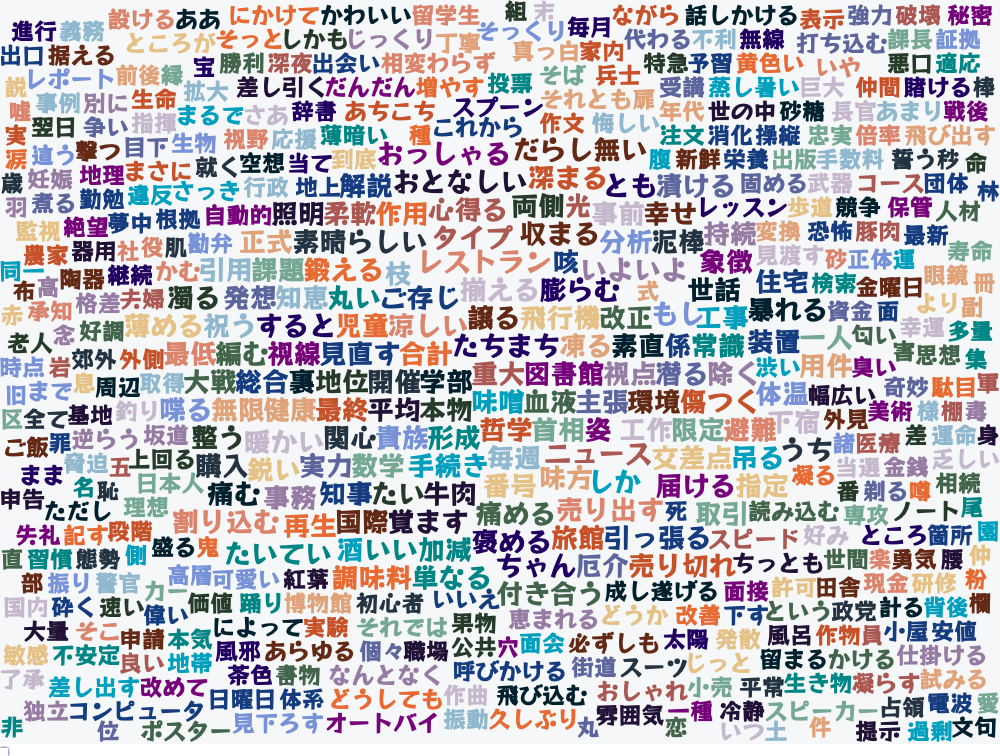 進行 義務 設ける ああ にかけて かわいい 留学生 組 未 ながら 話しかける 表示 強力 破壊 秘密
ところが そっと しかも じっくり 丁寧 そっくり 毎月 代わる 不利 無線 打ち込む 課長 証拠
出口 据える 宝 勝利 深夜 出会い 相変わらず 真っ白 家内 特急 予習 黄色い いや 悪口 適応
説 レポート 前後 縁 拡大 差し引く だんだん 増やす 投票 そば 兵士 受講 蒸し暑い 巨大 仲間 賭ける 棒
嘘 事例 別に 生命 まるで さあ 辞書 あちこち スプーン それとも 扉 年代 世の中 砂糖 長官 あまり 戦後
実 翌日 争い 指揮 視野 応援 薄暗い 種 これから 作文 悔しい 注文 消化 操縦 忠実 倍率 飛び出す
涙 違う 撃つ 目下 生物 就く 空想 当て 到底 おっしゃる だらし無い 腹 新鮮 栄養 出版 手数料 誓う 秒 命
歳 妊娠 地理 まさに 行政 地上 解説 おとなしい 深まる とも 漬ける 固める 武器 コース 団体 林
羽 煮る 勤勉 違反 さっき 自動的 照明 柔軟 作用 心得る 両側 光 事前 幸せ レッスン 歩道 競争 保管 人材
監視 絶望 夢中 根拠 勘弁 正式 素晴らしい タイプ 収まる 分析 泥棒 持続 変換 恐怖 豚肉 最新
農家 器用 社 役 肌 引用 課題 鍛える 枝 レストラン 咳 いよいよ 象徴 見渡す 砂 正体 運 寿命
同一 高 陶器 継続 かむ 濁る 発想 知恵 丸い ご存じ 揃える 膨らむ 式 世話 住宅 検索 金曜日 眼鏡 冊
布 赤 承知 格差 夫婦 薄める 祝う すると 児童 涼しい 譲る 飛行機 改正 もし 工事 暴れる 資金 面 より 副
老人 念 好調 最低 編む 視線 見直す 合計 たちまち 凍る 素直 係 常識 装置 一人 匂い 幸運 多量
時点 岩 郊外 外側 重大 図書館 視点 潜る 除く 渋い 用件 臭い 害 思想 集
旧 まで 息 周辺 取得 大戦 総合 裏 地位 開催 学部 体温 幅広い 奇妙 駄目 軍
区 全て 基地 釣り 喋る 無限 健康 最終 平均 本物 味噌 血液 主張 環境 傷つく 下宿 外見 美術 様 棚 毒
ご飯 罪 逆らう 坂道 整う 暖かい 関心 貴族 形成 哲学 首相 姿 工作 限定 避難 うち 諸 医療 差 運命 身
まま 脅迫 五 上回る 購入 鋭い 実力 数学 手続き 毎週 ニュース 交差点 吊る 当選 金銭 乏しい
申告 名 恥 日本人 痛む 事務 知事 たい 牛肉 番号 味方 しか 届ける 指定 凝る 番 剃る 噂 相続
ただし 理想 割り込む 再生 国際 覚ます 痛める 売り出す 死 取引 読み込む 専攻 ノート 尾
失礼 記す 段階 褒める 旅館 引っ張る スピード 好み ところ 箇所 園
直 習慣 態勢 側 盛る 鬼 たいてい 酒 いい 加減 ちゃん 厄介 売り切れ ちっとも 世間 楽 勇気 腰 仲
部 振り 警官 カー 高層 可愛い 紅葉 調味料 単なる 付き合う 成し遂げる 面接 許可 田舎 現金 研修 粉
国内 砕く 速い 偉い 価値 踊り 博物館 初心者 いいえ 恵まれる どうか 改善 下す という 政党 計る 背後 欄
大量 そこ 申請 本気 によって 実験 それでは 果物 公共 穴 面会 必ずしも 太陽 発散 風呂 作物 員 小屋 安値
敏感 不安定 良い 地帯 風邪 あらゆる 個々 職場 呼びかける 街道 スーツ じっと 留まる かける 仕掛ける
了承 差し出す 改めて 茶色 書物 なんとなく 飛び込む おしゃれ 小売 平常 生き物 凝らす 試みる
独立 コンピュータ 日曜日 体系 どうしても 作曲 雰囲気 一種 冷静 スピーカー 占領 電波 愛
非 位 ポスター 見下ろす オートバイ 振動 久しぶり 丸 恋 いつ 土 件 提示 過剰 文句